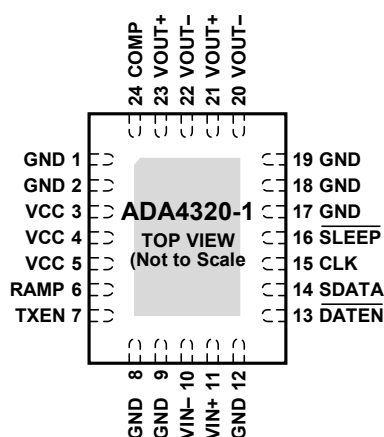 24 COMP
23 VOUT+
22 VOUT–
21 VOUT+
20 VOUT–
GND 1
GND 2
VCC 3
VCC 4
VCC 5
RAMP 6
TXEN 7
ADA4320-1
TOP VIEW
(Not to Scale
19 GND
18 GND
17 GND
16 SLEEP
15 CLK
14 SDATA
13 DATEN
GND 8
GND 9
VIN– 10
VIN+ 11
GND 12